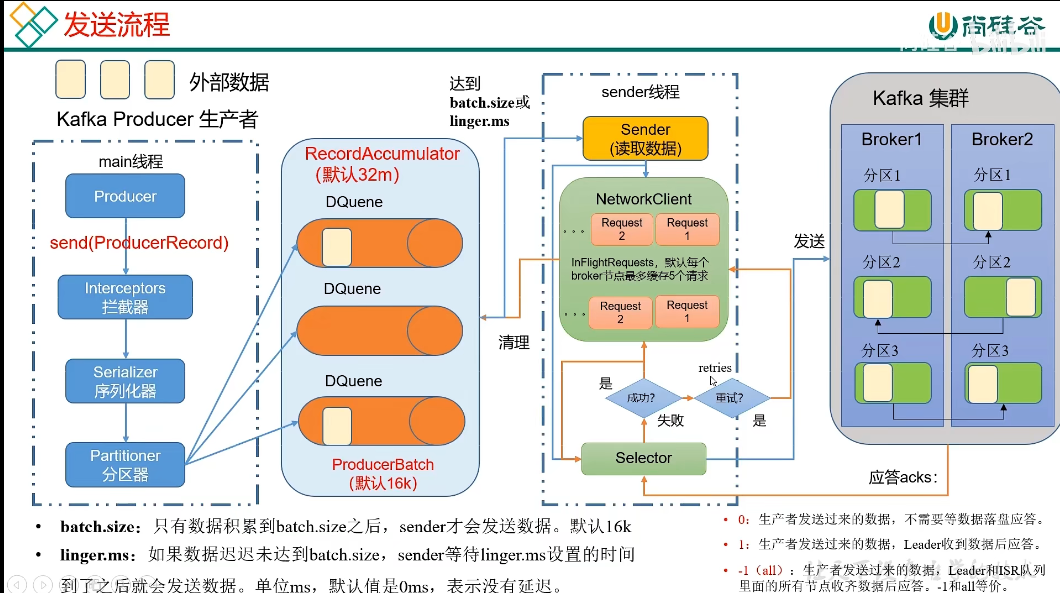 发送流程
尚硅谷
外部数据
Kafka Producer 生产者
main线程
Producer
send(ProducerRecord)
Interceptors
拦截器
Serializer
序列化器
Partitioner
分区器
RecordAccumulator
(默认32m)
DQuene
DQuene
DQuene
ProducerBatch
(默认16k)
达到
batch.size或
linger.ms
清理
sender线程
Sender
(读取数据)
NetworkClient
... Request 2 Request 1
InFlightRequests，默认每个
broker节点最多缓存5个请求
... Request 2 Request 1
是
成功?
失败
retries
重试?
是
Selector
发送
Kafka 集群
Broker1
分区1
分区2
分区3
Broker2
分区1
分区2
分区3
应答acks：
• batch.size：只有数据积累到batch.size之后，sender才会发送数据。默认16k
• linger.ms：如果数据迟迟未达到batch.size，sender等待linger.ms设置的时间
到了之后就会发送数据。单位ms，默认值是0ms，表示没有延迟。
• 0：生产者发送过来的数据，不需要等数据落盘应答。
• 1：生产者发送过来的数据，Leader收到数据后应答。
• -1（all）：生产者发送过来的数据，Leader和ISR队列
里面的所有节点收齐数据后应答。-1和all等价。